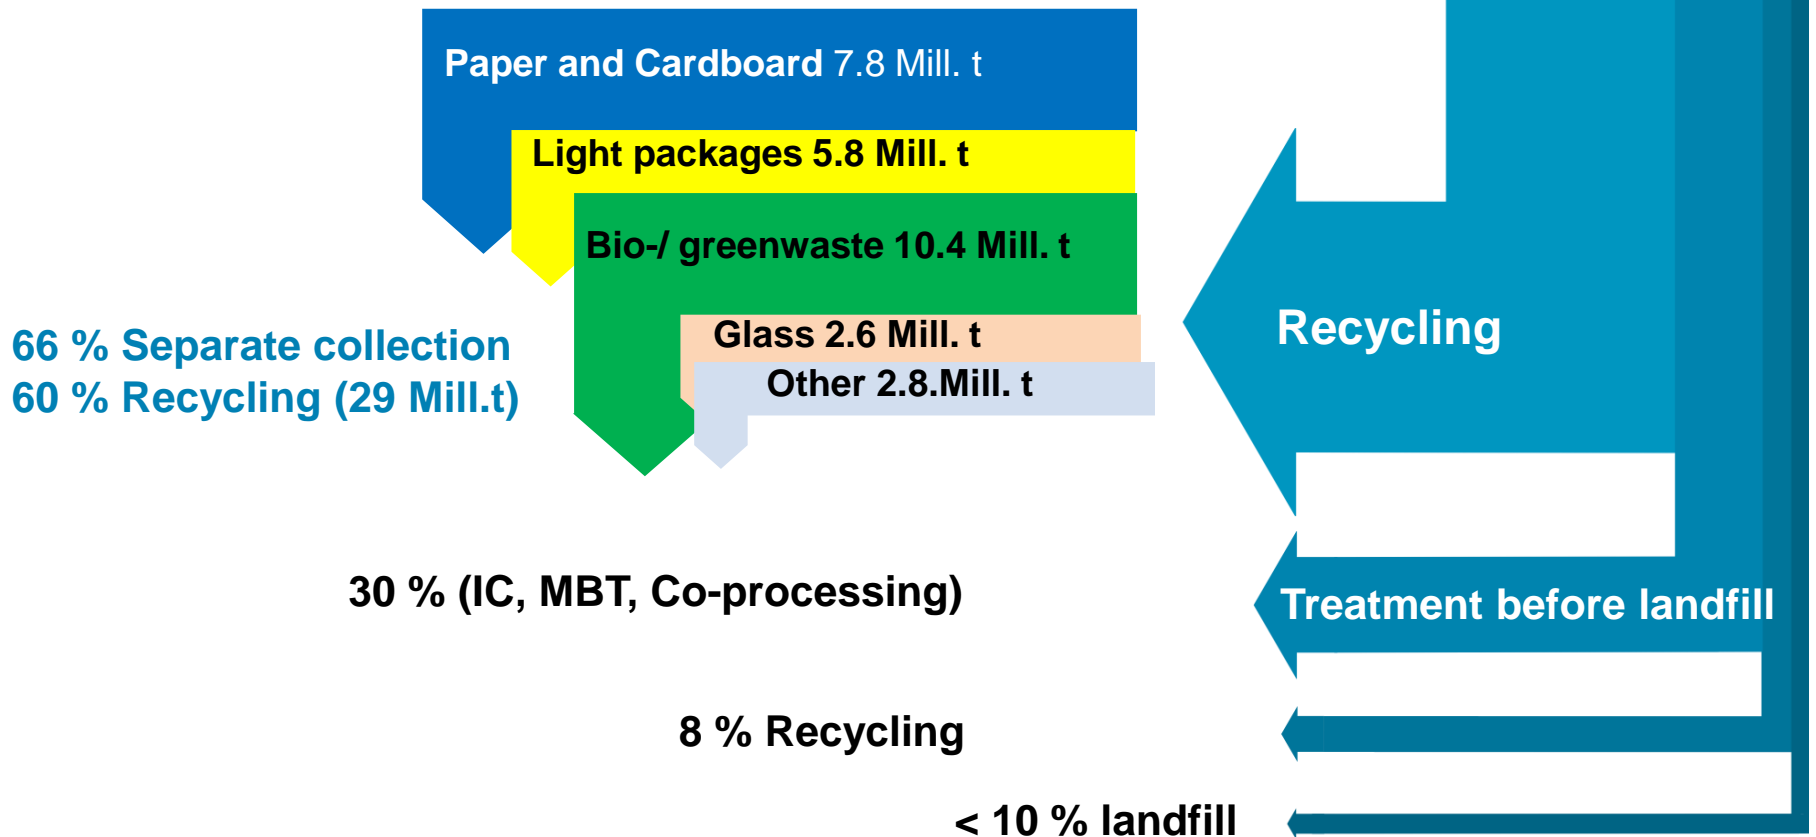 Paper and Cardboard 7.8 Mill. t
Light packages 5.8 Mill. t
Bio-/ greenwaste 10.4 Mill. t
Glass 2.6 Mill. t
Other 2.8.Mill. t
66 % Separate collection
60 % Recycling (29 Mill.t)
Recycling
30 % (IC, MBT, Co-processing)
Treatment before landfill
8 % Recycling
< 10 % landfill